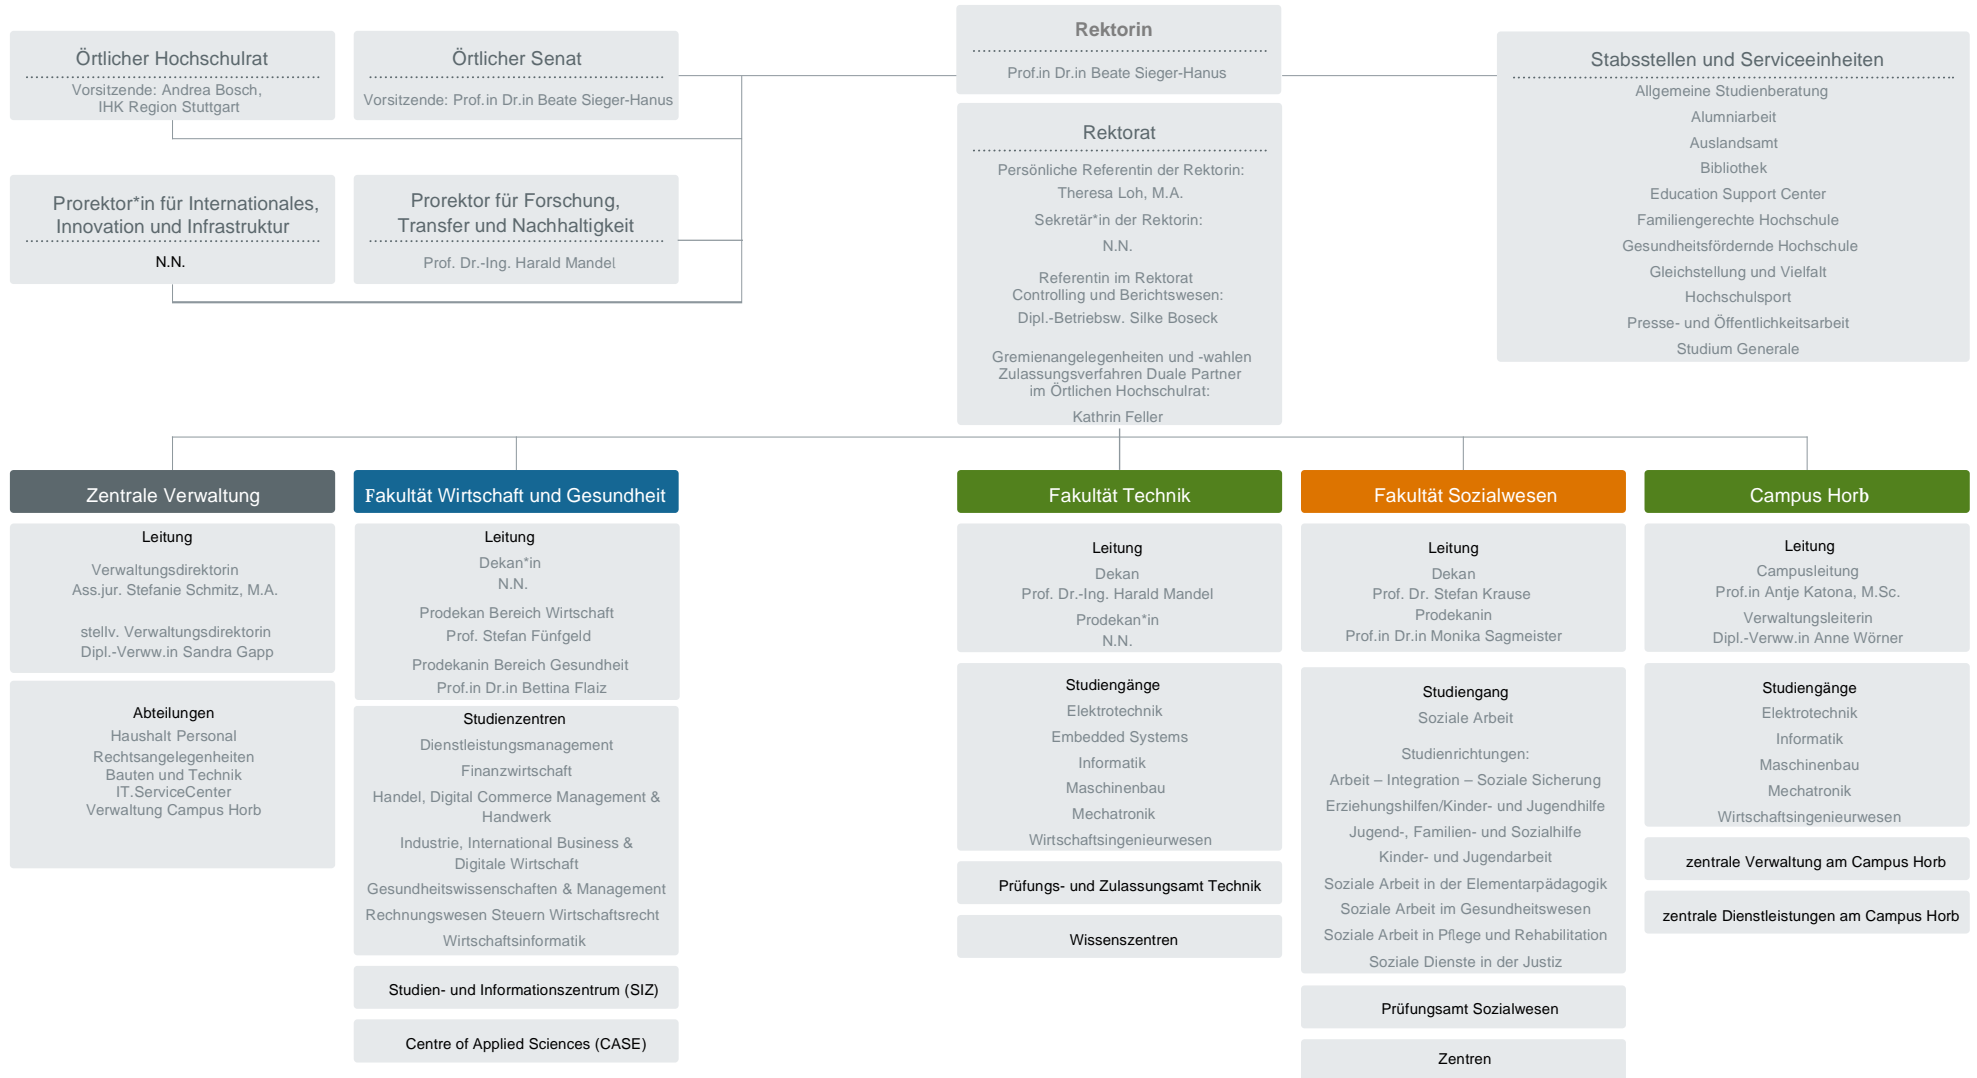 Örtlicher Hochschulrat
Vorsitzende: Andrea Bosch,
IHK Region Stuttgart
Örtlicher Senat
Vorsitzende: Prof.in Dr.in Beate Sieger-Hanus
Rektorin
Prof.in Dr.in Beate Sieger-Hanus
Stabsstellen und Serviceeinheiten
Allgemeine Studienberatung
Alumniarbeit
Auslandsamt
Bibliothek
Education Support Center
Familiengerechte Hochschule
Gesundheitsfördernde Hochschule
Gleichstellung und Vielfalt
Hochschulsport
Presse- und Öffentlichkeitsarbeit
Studium Generale
Rektorat
Persönliche Referentin der Rektorin:
Theresa Loh, M.A.
Sekretär*in der Rektorin:
N.N.
Referentin im Rektorat
Controlling und Berichtswesen:
Dipl.-Betriebsw. Silke Boseck
Gremienangelegenheiten und -wahlen
Zulassungsverfahren Duale Partner
im Örtlichen Hochschulrat:
Kathrin Feller
Prorektor*in für Internationales,
Innovation und Infrastruktur
N.N.
Prorektor für Forschung,
Transfer und Nachhaltigkeit
Prof. Dr.-Ing. Harald Mandel
Zentrale Verwaltung
Leitung
Verwaltungsdirektorin
Ass.jur. Stefanie Schmitz, M.A.
stellv. Verwaltungsdirektorin
Dipl.-Verww.in Sandra Gapp
Abteilungen
Haushalt Personal
Rechtsangelegenheiten
Bauten und Technik
IT.ServiceCenter
Verwaltung Campus Horb
Fakultät Wirtschaft und Gesundheit
Leitung
Dekan*in
N.N.
Prodekan Bereich Wirtschaft
Prof. Stefan Fünfgeld
Prodekanin Bereich Gesundheit
Prof.in Dr.in Bettina Flaiz
Studienzentren
Dienstleistungsmanagement
Finanzwirtschaft
Handel, Digital Commerce Management &
Handwerk
Industrie, International Business &
Digitale Wirtschaft
Gesundheitswissenschaften & Management
Rechnungswesen Steuern Wirtschaftsrecht
Wirtschaftsinformatik
Studien- und Informationszentrum (SIZ)
Centre of Applied Sciences (CASE)
Fakultät Technik
Leitung
Dekan
Prof. Dr.-Ing. Harald Mandel
Prodekan*in
N.N.
Studiengänge
Elektrotechnik
Embedded Systems
Informatik
Maschinenbau
Mechatronik
Wirtschaftsingenieurwesen
Prüfungs- und Zulassungsamt Technik
Wissenszentren
Fakultät Sozialwesen
Leitung
Dekan
Prof. Dr. Stefan Krause
Prodekanin
Prof.in Dr.in Monika Sagmeister
Studiengang
Soziale Arbeit
Studienrichtungen:
Arbeit – Integration – Soziale Sicherung
Erziehungshilfen/Kinder- und Jugendhilfe
Jugend-, Familien- und Sozialhilfe
Kinder- und Jugendarbeit
Soziale Arbeit in der Elementarpädagogik
Soziale Arbeit im Gesundheitswesen
Soziale Arbeit in Pflege und Rehabilitation
Soziale Dienste in der Justiz
Prüfungsamt Sozialwesen
Zentren
Campus Horb
Leitung
Campusleitung
Prof.in Antje Katona, M.Sc.
Verwaltungsleiterin
Dipl.-Verww.in Anne Wörner
Studiengänge
Elektrotechnik
Informatik
Maschinenbau
Mechatronik
Wirtschaftsingenieurwesen
zentrale Verwaltung am Campus Horb
zentrale Dienstleistungen am Campus Horb